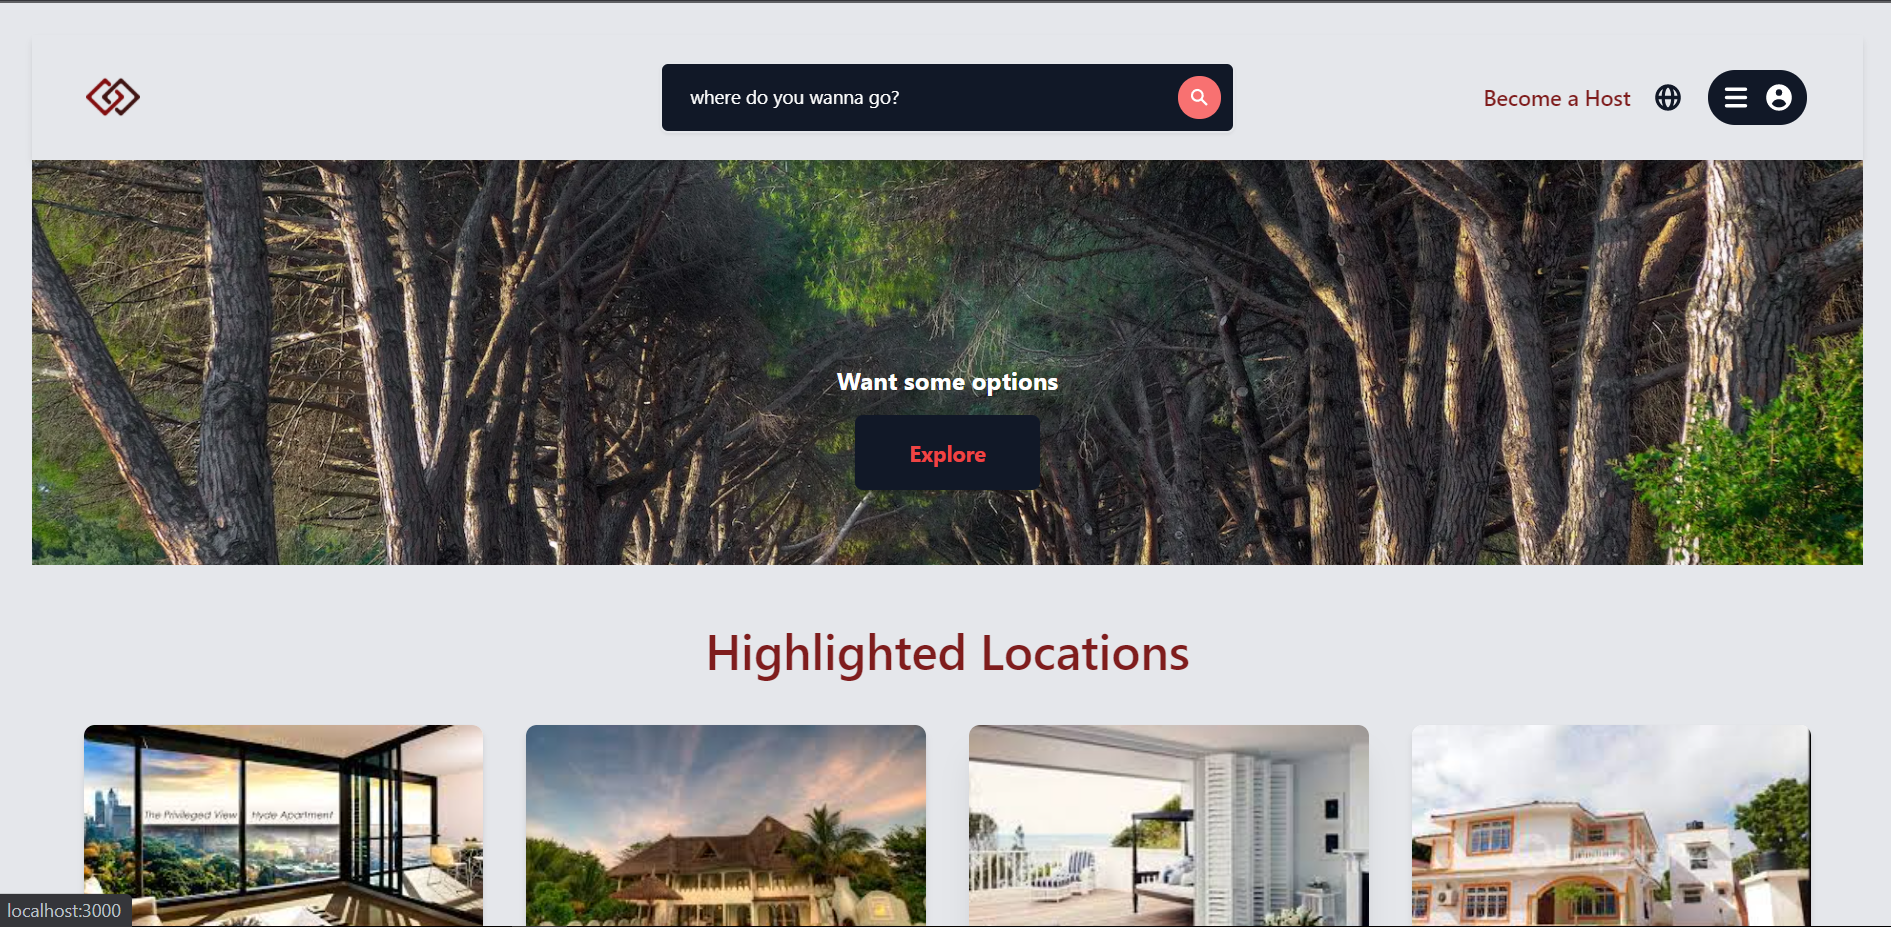 where do you wanna go?
Become a Host
Want some options
Explore
Highlighted Locations
The Privileged View Hyde Apartment
localhost:3000